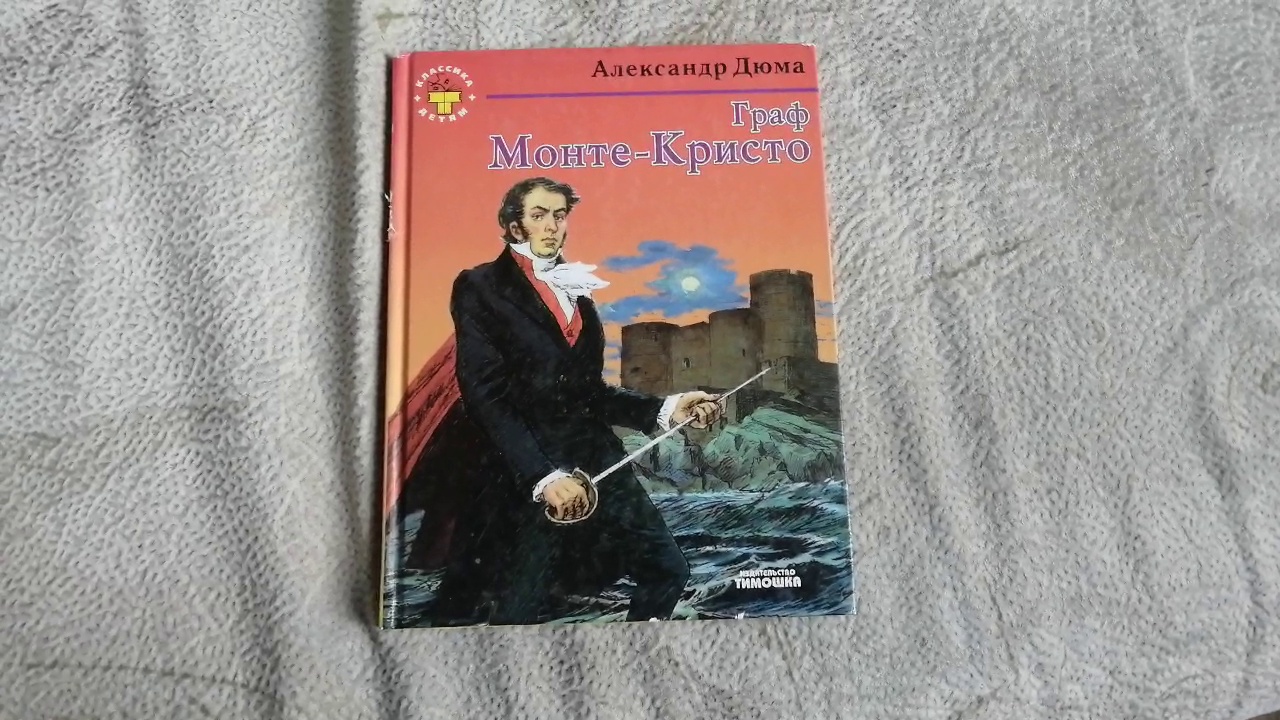 КЛАССИКА
ДЕТЯМ
Александр Дюма
Граф
Монте-Кристо
ИЗДАТЕЛЬСТВО
ТИМОШКА